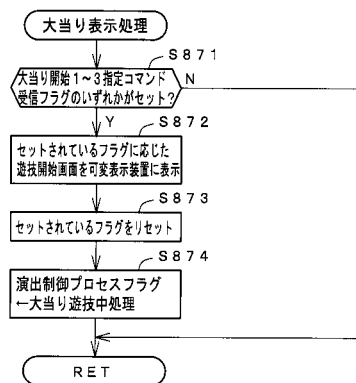 大当り表示処理
S871
大当り開始1～3指定コマンド
受信フラグのいずれかがセット?
N
Y
S872
セットされているフラグに応じた
遊技開始画面を可変表示装置に表示
S873
セットされているフラグをリセット
S874
演出制御プロセスフラグ
←大当り遊技中処理
RET